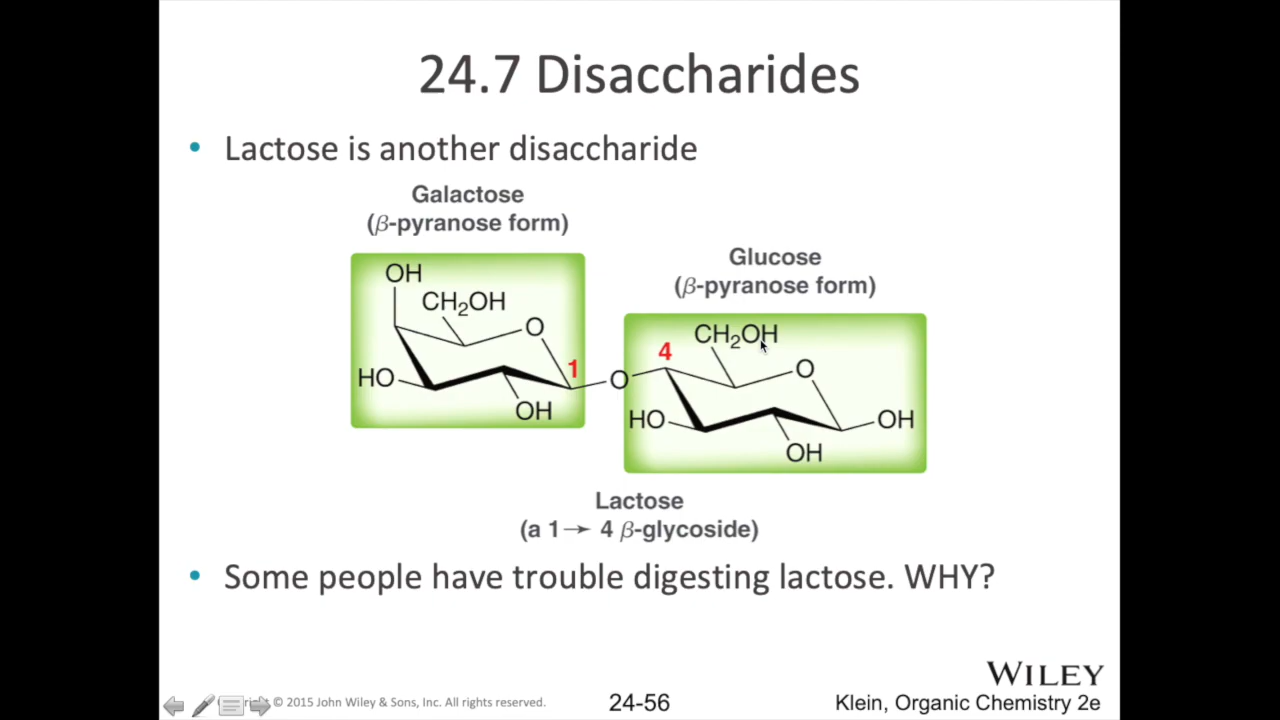 24.7 Disaccharides
• Lactose is another disaccharide
Galactose
(β-pyranose form)
Glucose
(β-pyranose form)
OH
CH₂OH
O
HO
OH
1
O
4
CH₂OH
O
HO
OH
OH
Lactose
(a 1→ 4 β-glycoside)
• Some people have trouble digesting lactose. WHY?
WILEY
© 2015 John Wiley & Sons, Inc. All rights reserved.
24-56
Klein, Organic Chemistry 2e